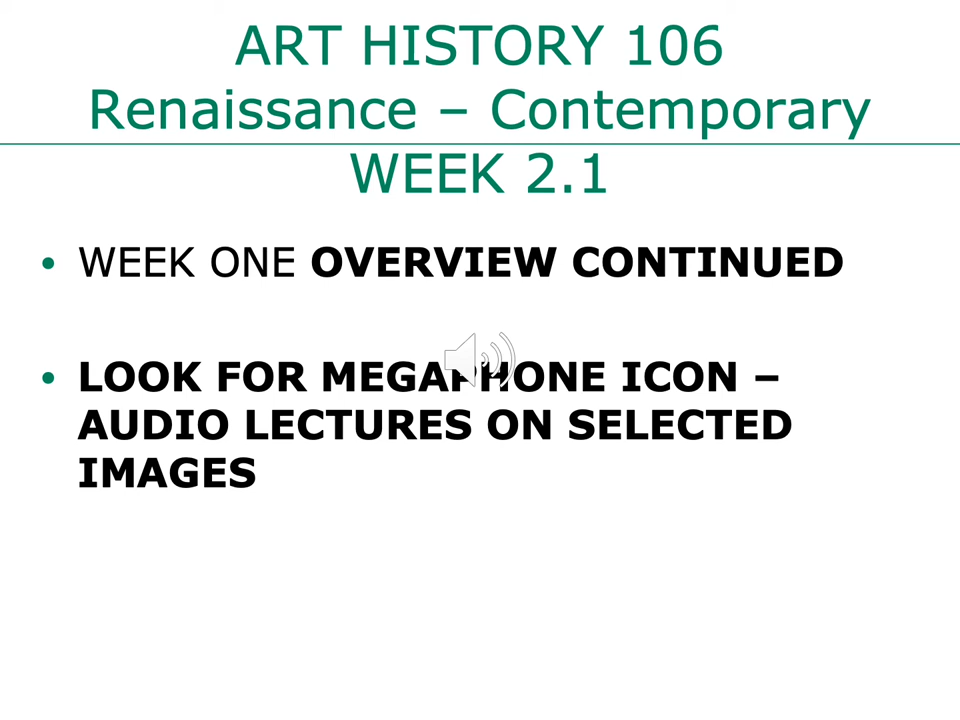 ART HISTORY 106
Renaissance – Contemporary
WEEK 2.1
• WEEK ONE OVERVIEW CONTINUED
• LOOK FOR MEGAPHONE ICON –
AUDIO LECTURES ON SELECTED
IMAGES